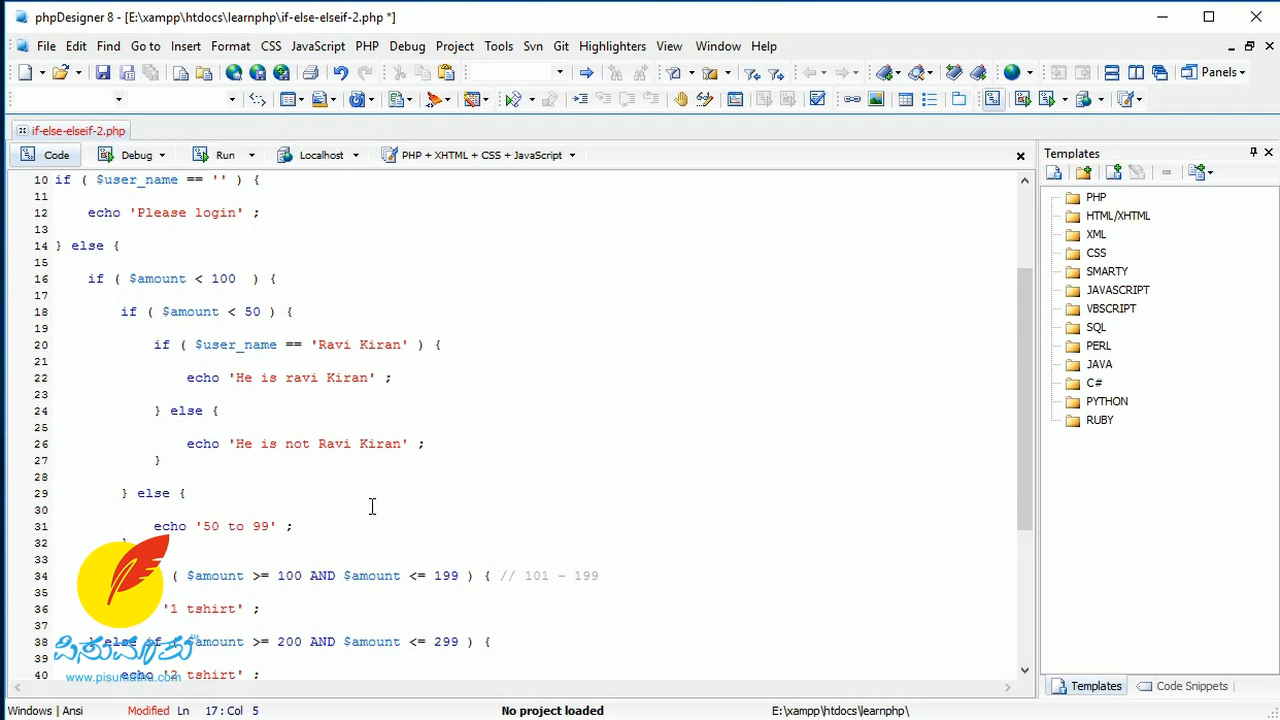 phpDesigner 8 - [E:\xampp\htdocs\learnphp\if-else-elseif-2.php *]
File Edit Find Go to Insert Format CSS JavaScript PHP Debug Project Tools Svn Git Highlighters View Window Help
Panels
if-else-elseif-2.php
Code Debug Run Localhost PHP + XHTML + CSS + JavaScript
10 if ( $user_name == '' ) {
11
12 echo 'Please login' ;
13
14 } else {
15
16 if ( $amount < 100  ) {
17
18 if ( $amount < 50 ) {
19
20 if ( $user_name == 'Ravi Kiran' ) {
21
22 echo 'He is ravi Kiran' ;
23
24 } else {
25
26 echo 'He is not Ravi Kiran' ;
27 }
28
29 } else {
30
31 echo '50 to 99' ;
32 }
33
34 ( $amount >= 100 AND $amount <= 199 ) { // 101 - 199
35
36 '1 tshirt' ;
37
38 } else if ( $amount >= 200 AND $amount <= 299 ) {
39
40 echo '2 tshirt' ;
ಪಿಸುಮಾತು
www.pisumathu.com
Templates
PHP
HTML/XHTML
XML
CSS
SMARTY
JAVASCRIPT
VBSCRIPT
SQL
PERL
JAVA
C#
PYTHON
RUBY
Templates Code Snippets
Windows | Ansi Modified Ln 17 : Col 5 No project loaded E:\xampp\htdocs\learnphp\